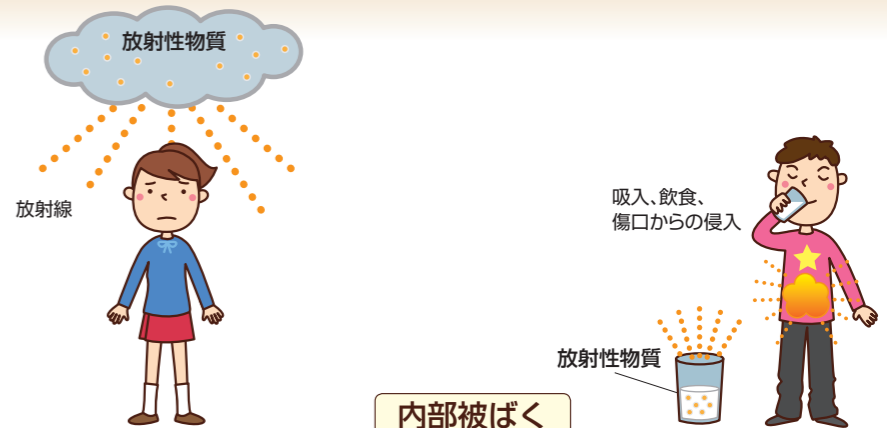 放射性物質
放射線
吸入、飲食、
傷口からの侵入
放射性物質
内部被ばく